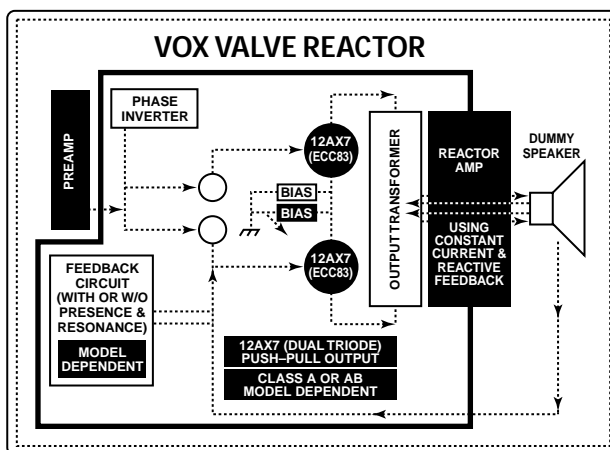 VOX VALVE REACTOR
PREAMP
PHASE
INVERTER
12AX7
(ECC83)
BIAS
BIAS
12AX7
(ECC83)
OUTPUT TRANSFORMER
REACTOR
AMP
USING
CONSTANT
CURRENT &
REACTIVE
FEEDBACK
DUMMY
SPEAKER
FEEDBACK
CIRCUIT
(WITH OR W/O
PRESENCE &
RESONANCE)
MODEL
DEPENDENT
12AX7 (DUAL TRIODE)
PUSH–PULL OUTPUT
CLASS A OR AB
MODEL DEPENDENT